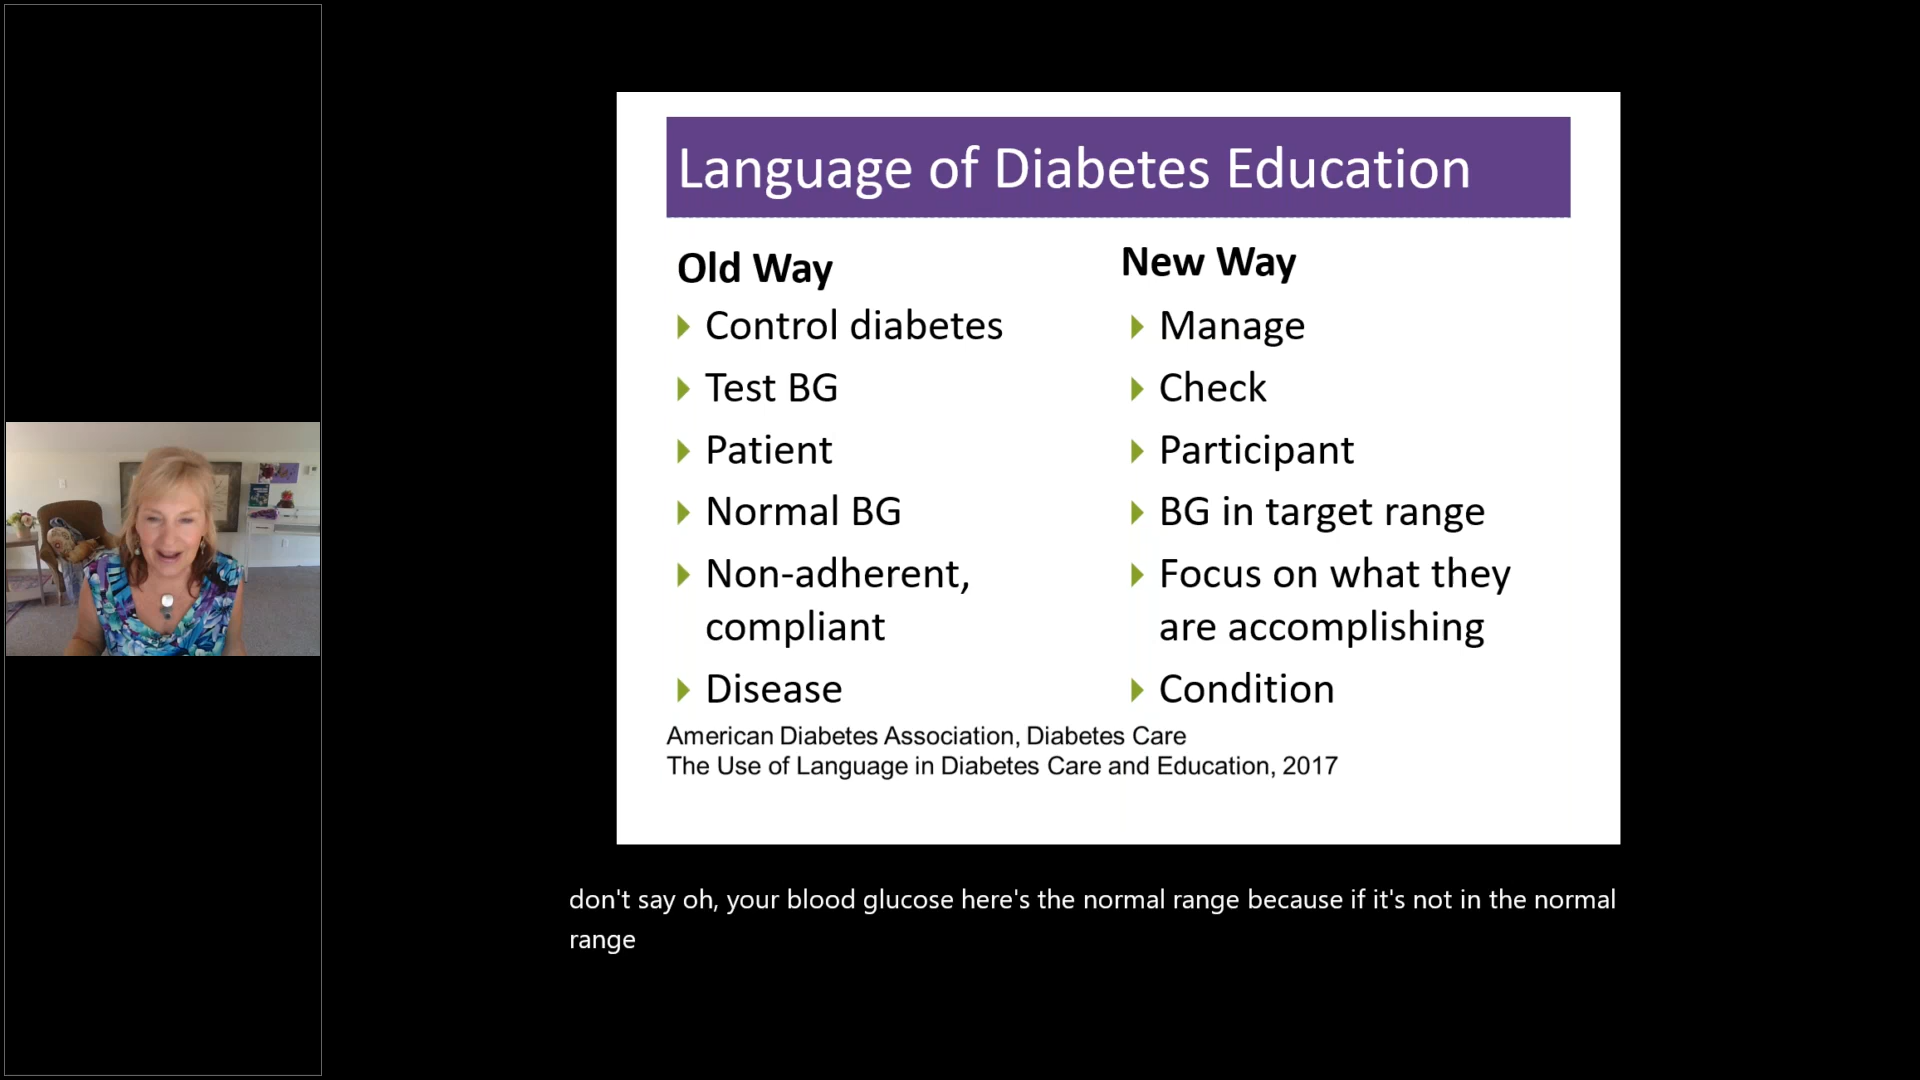 Language of Diabetes Education
Old Way
Control diabetes
Test BG
Patient
Normal BG
Non-adherent,
compliant
Disease
New Way
Manage
Check
Participant
BG in target range
Focus on what they
are accomplishing
Condition
American Diabetes Association, Diabetes Care
The Use of Language in Diabetes Care and Education, 2017
don't say oh, your blood glucose here's the normal range because if it's not in the normal
range